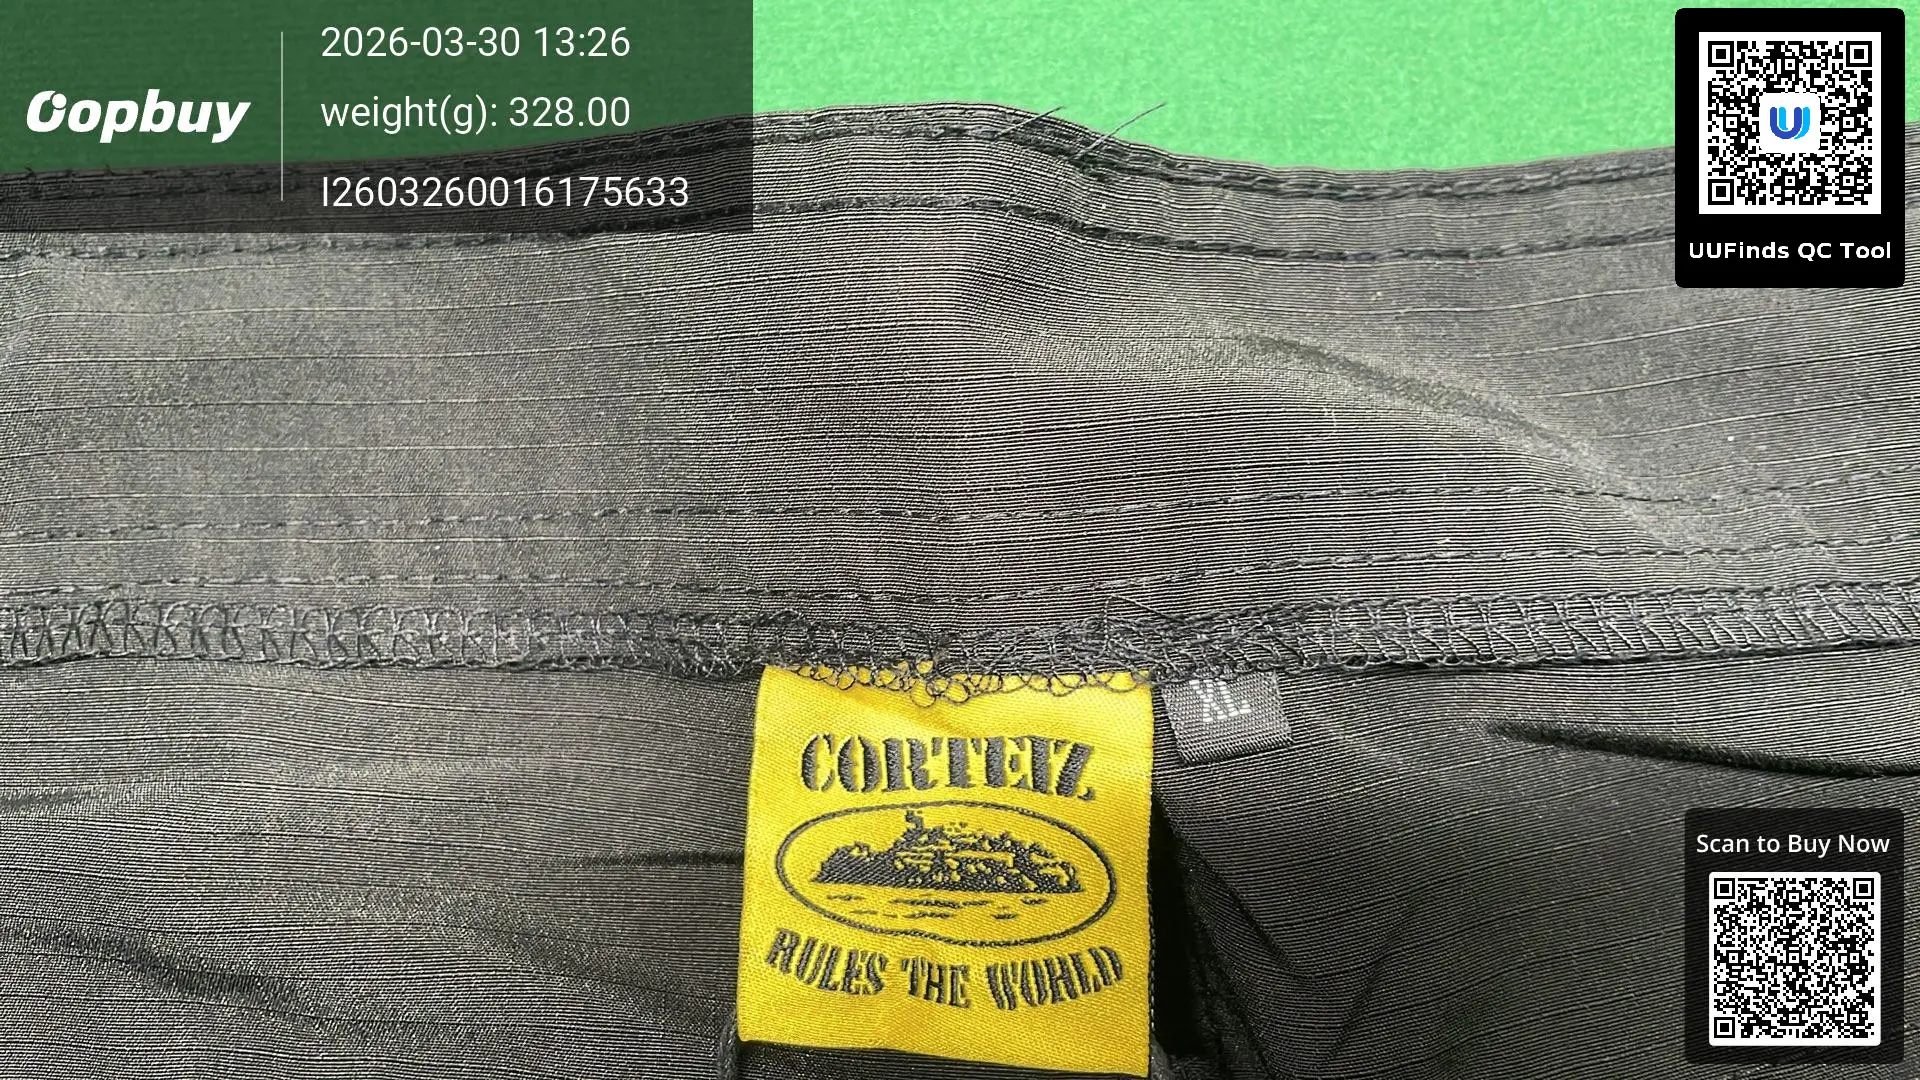 Oopbuy
2026-03-30 13:26
weight(g): 328.00
I2603260016175633
UUFinds QC Tool
XL
CORTEIZ
RULES THE WORLD
Scan to Buy Now